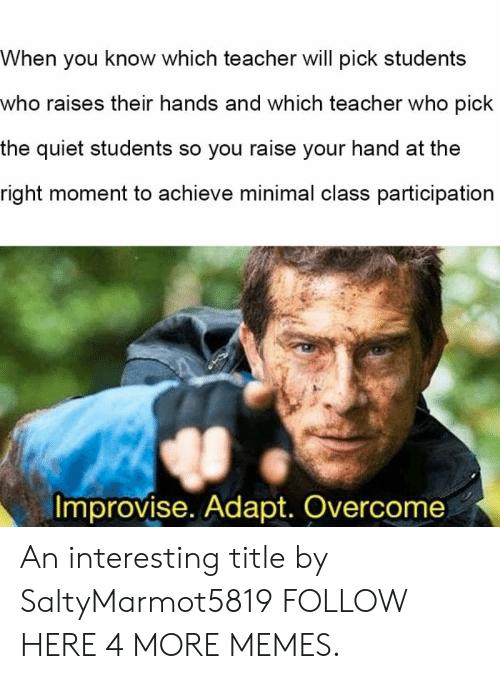 When you know which teacher will pick students
who raises their hands and which teacher who pick
the quiet students so you raise your hand at the
right moment to achieve minimal class participation
Improvise. Adapt. Overcome
An interesting title by
SaltyMarmot5819 FOLLOW
HERE 4 MORE MEMES.